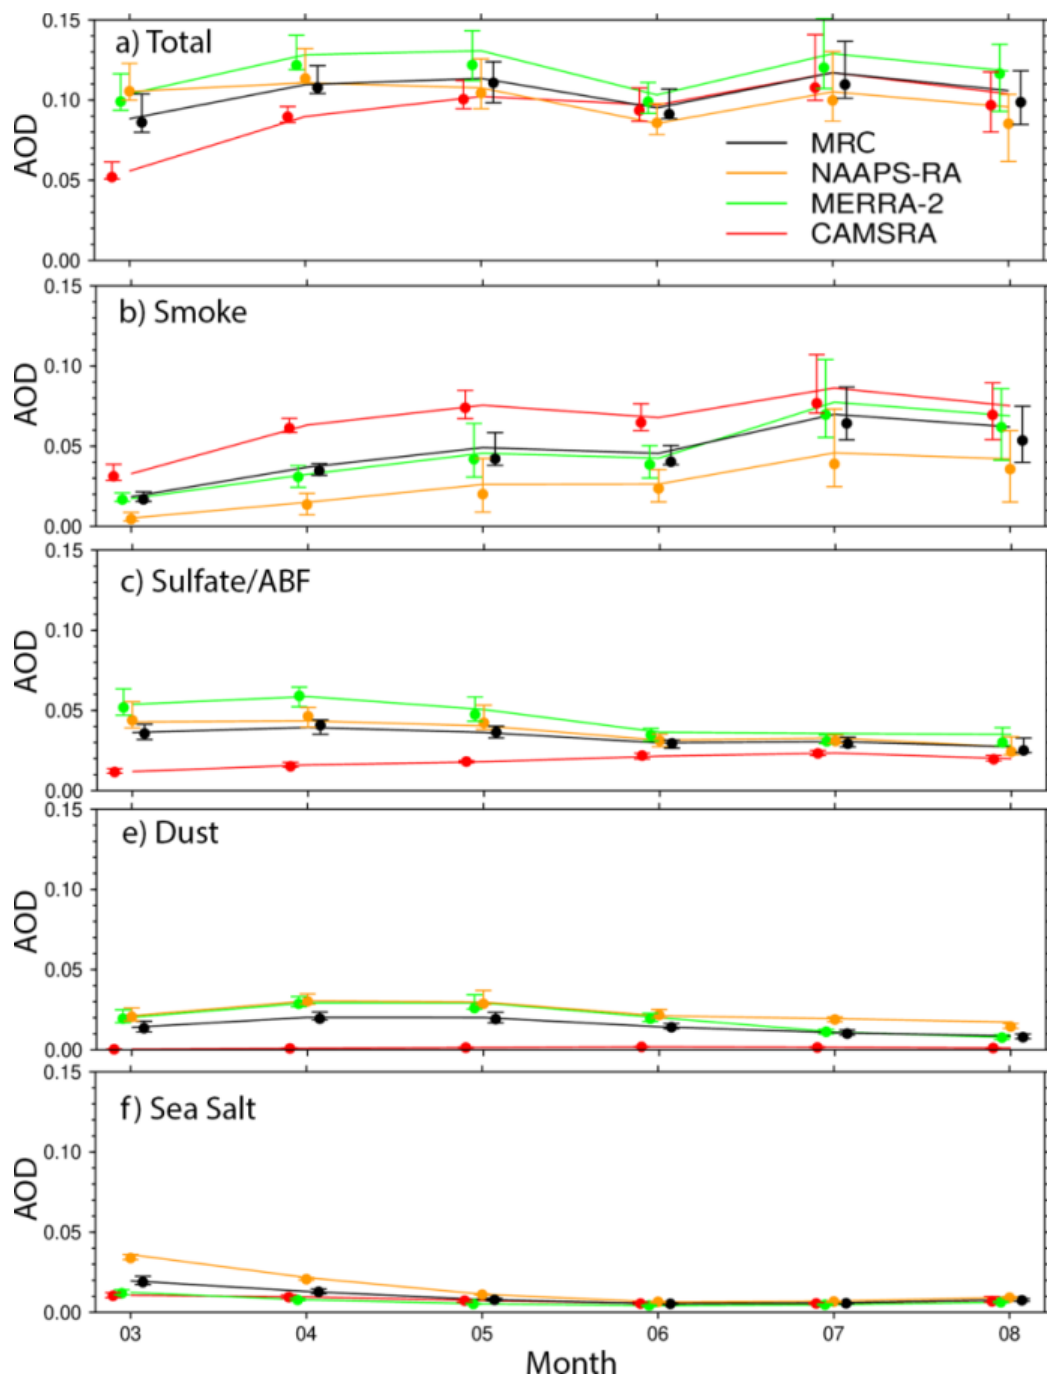 0.15
a) Total
0.10
AOD
0.05
0.00
MRC
NAAPS-RA
MERRA-2
CAMSRA
0.15
b) Smoke
0.10
AOD
0.05
0.00
0.15
c) Sulfate/ABF
0.10
AOD
0.05
0.00
0.15
e) Dust
0.10
AOD
0.05
0.00
0.15
f) Sea Salt
0.10
AOD
0.05
0.00
03 04 05 06 07 08
Month